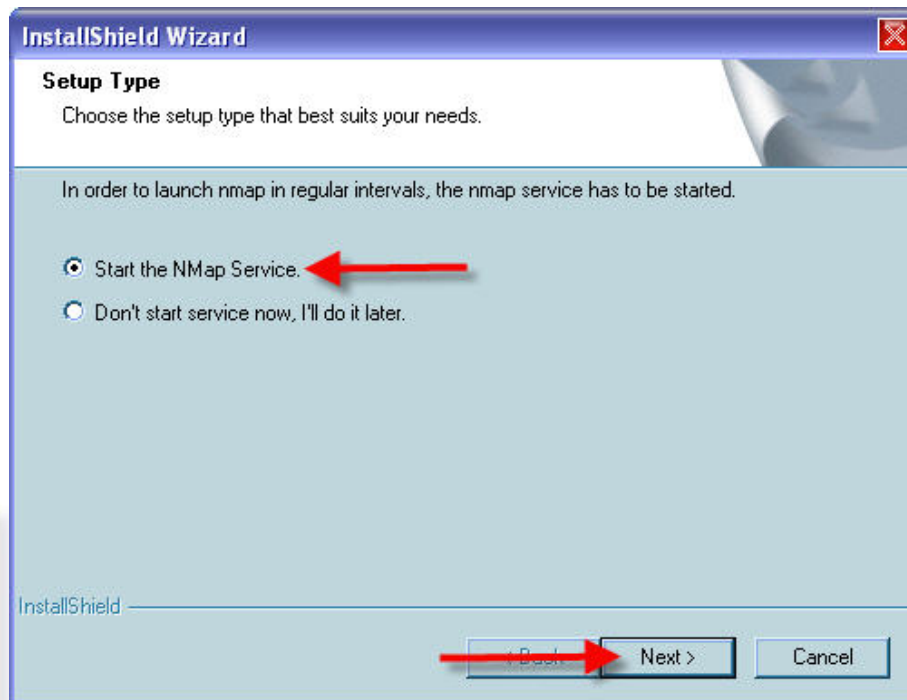 InstallShield Wizard
Setup Type
Choose the setup type that best suits your needs.
In order to launch nmap in regular intervals, the nmap service has to be started.
Start the NMap Service.
Don't start service now, I'll do it later.
InstallShield
< Back Next > Cancel